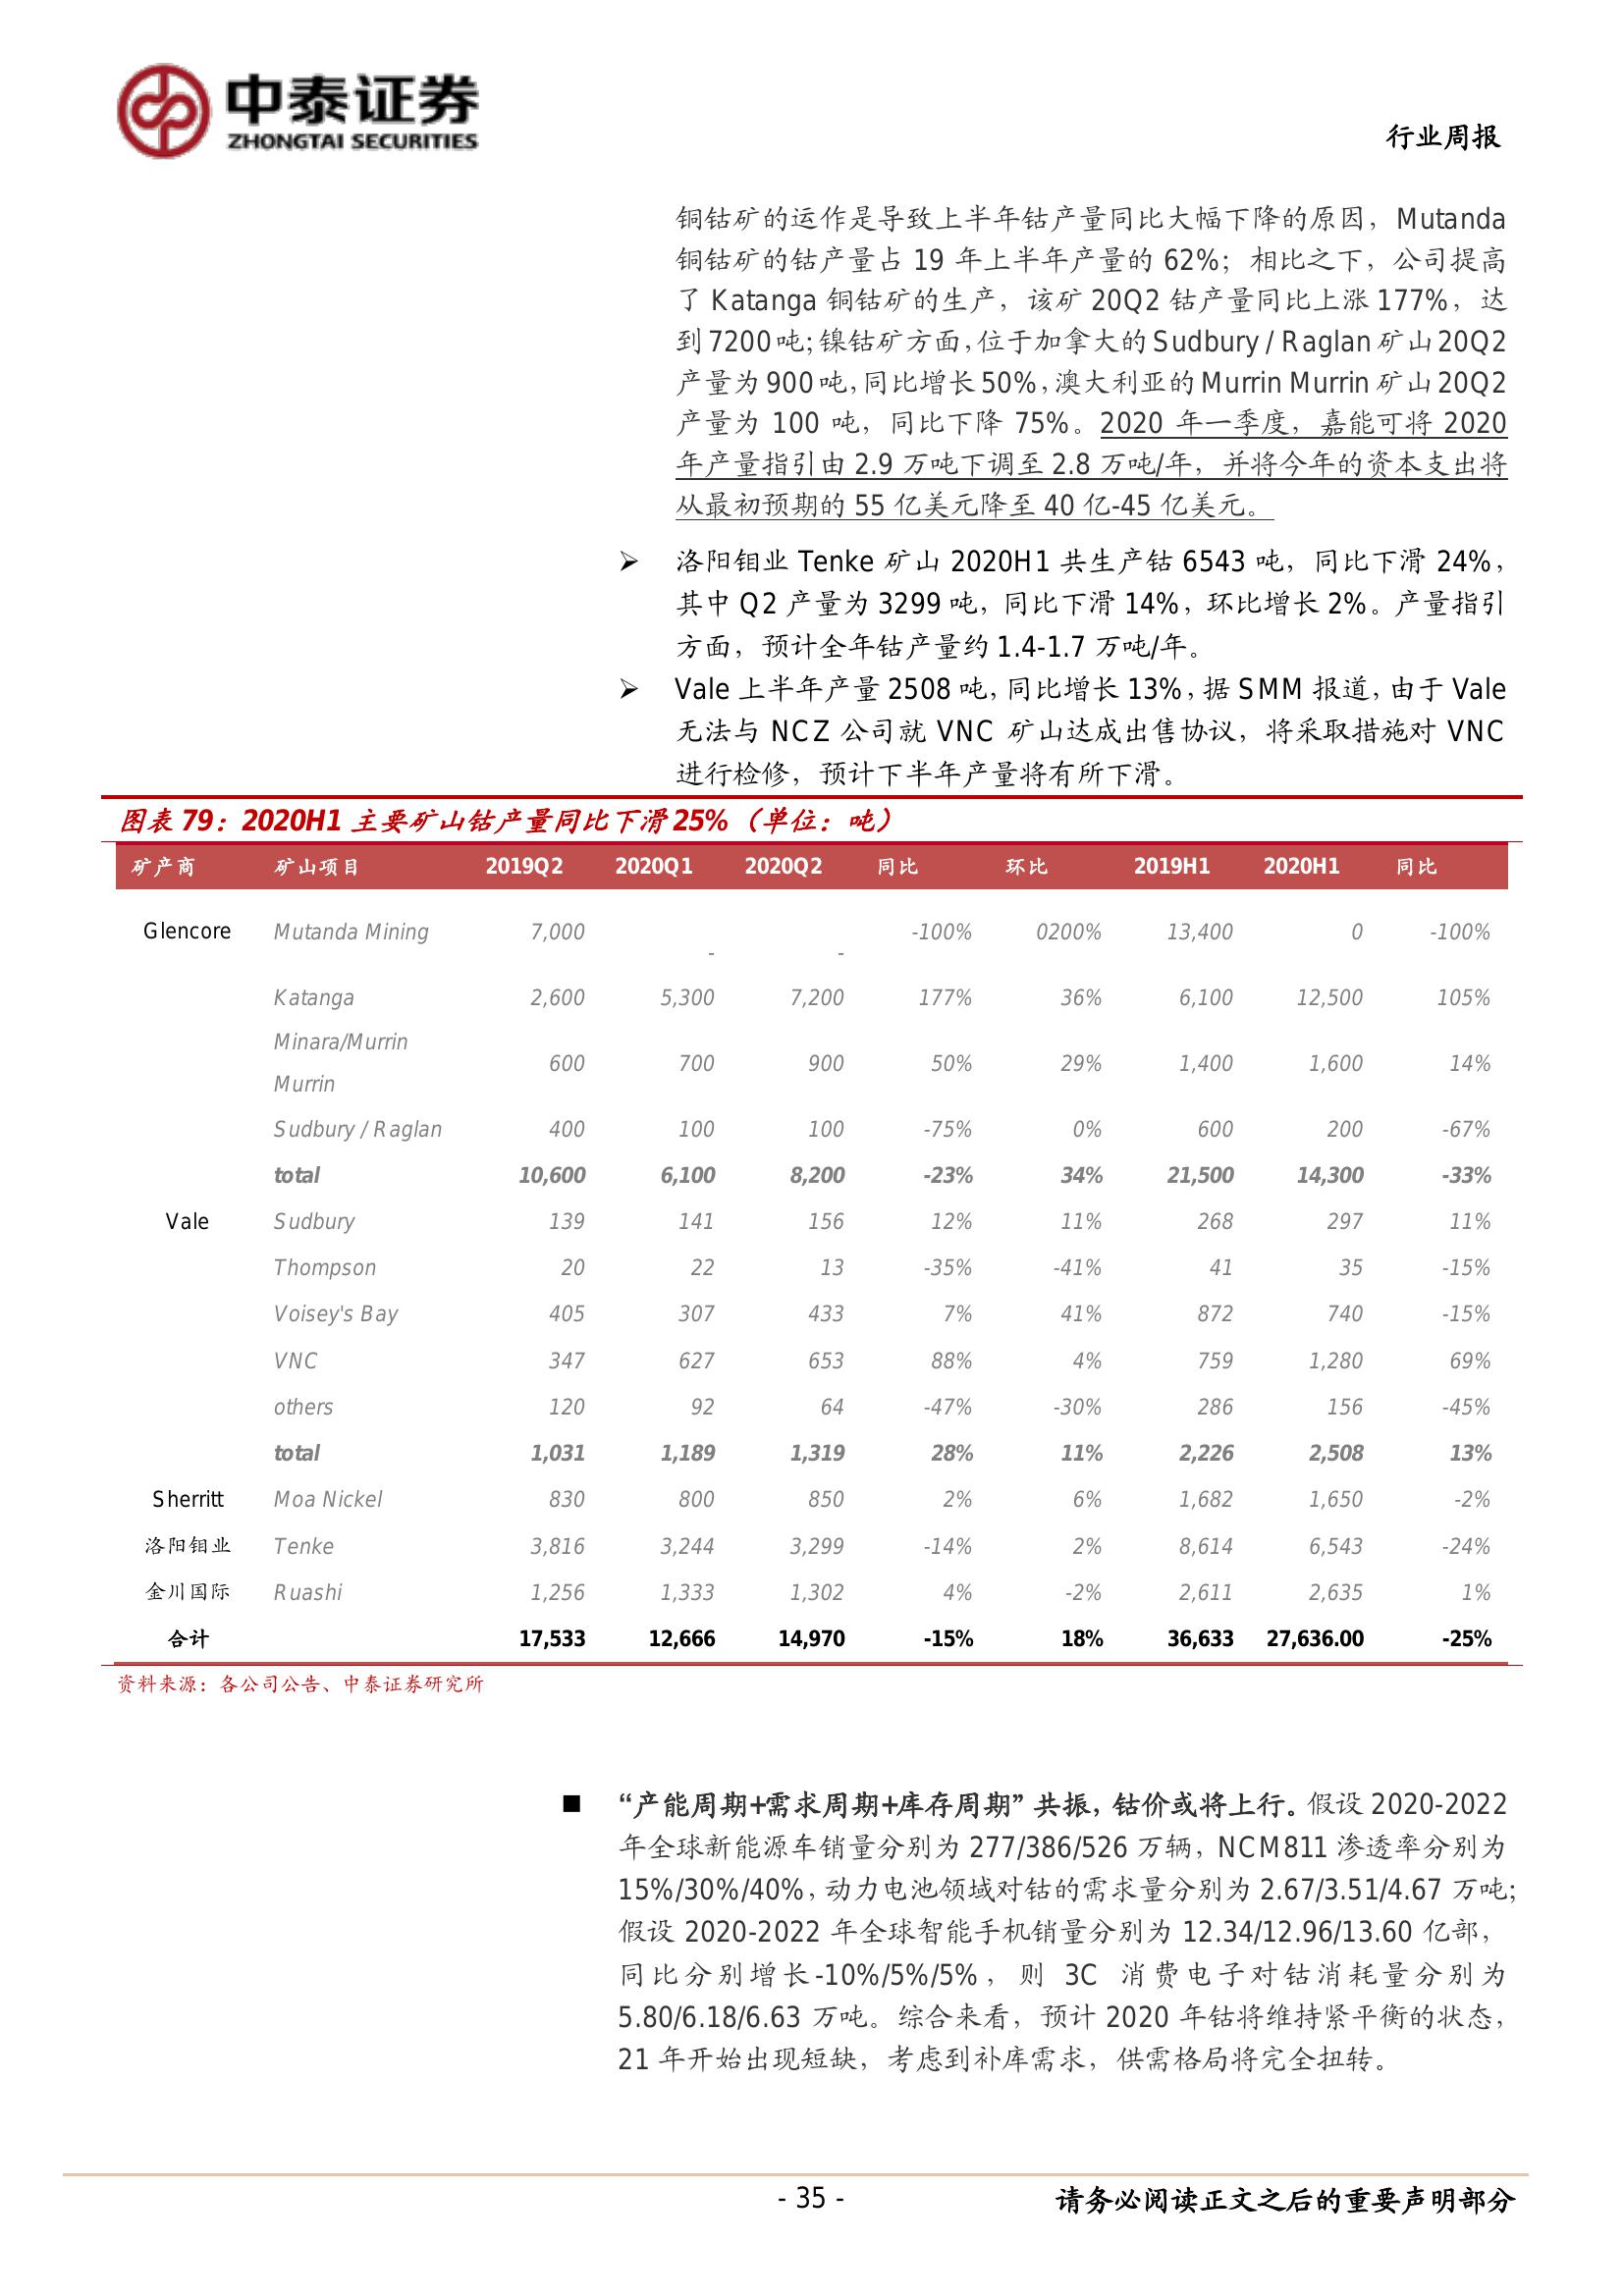 中泰证券
ZHONGTAI SECURITIES
行业周报
铜钴矿的运作是导致上半年钴产量同比大幅下降的原因，Mutanda
铜钴矿的钴产量占 19 年上半年产量的 62%；相比之下，公司提高
了 Katanga 铜钴矿的生产，该矿 20Q2 钴产量同比上涨 177%，达
到 7200 吨；镍钴矿方面，位于加拿大的 Sudbury / Raglan 矿山 20Q2
产量为 900 吨，同比增长 50%，澳大利亚的 Murrin Murrin 矿山 20Q2
产量为 100 吨，同比下降 75%。2020 年一季度，嘉能可将 2020
年产量指引由 2.9 万吨下调至 2.8 万吨/年，并将今年的资本支出将
从最初预期的 55 亿美元降至 40 亿-45 亿美元。
➢ 洛阳钼业 Tenke 矿山 2020H1 共生产钴 6543 吨，同比下滑 24%，
其中 Q2 产量为 3299 吨，同比下滑 14%，环比增长 2%。产量指引
方面，预计全年钴产量约 1.4-1.7 万吨/年。
➢ Vale 上半年产量 2508 吨，同比增长 13%，据 SMM 报道，由于 Vale
无法与 NCZ 公司就 VNC 矿山达成出售协议，将采取措施对 VNC
进行检修，预计下半年产量将有所下滑。
图表 79：2020H1 主要矿山钴产量同比下滑 25%（单位：吨）
矿产商 矿山项目 2019Q2 2020Q1 2020Q2 同比 环比 2019H1 2020H1 同比
Glencore Mutanda Mining 7,000 - - -100% 0200% 13,400 0 -100%
Katanga 2,600 5,300 7,200 177% 36% 6,100 12,500 105%
Minara/Murrin
Murrin 600 700 900 50% 29% 1,400 1,600 14%
Sudbury / Raglan 400 100 100 -75% 0% 600 200 -67%
total 10,600 6,100 8,200 -23% 34% 21,500 14,300 -33%
Vale Sudbury 139 141 156 12% 11% 268 297 11%
Thompson 20 22 13 -35% -41% 41 35 -15%
Voisey's Bay 405 307 433 7% 41% 872 740 -15%
VNC 347 627 653 88% 4% 759 1,280 69%
others 120 92 64 -47% -30% 286 156 -45%
total 1,031 1,189 1,319 28% 11% 2,226 2,508 13%
Sherritt Moa Nickel 830 800 850 2% 6% 1,682 1,650 -2%
洛阳钼业 Tenke 3,816 3,244 3,299 -14% 2% 8,614 6,543 -24%
金川国际 Ruashi 1,256 1,333 1,302 4% -2% 2,611 2,635 1%
合计 17,533 12,666 14,970 -15% 18% 36,633 27,636.00 -25%
资料来源：各公司公告、中泰证券研究所
■ “产能周期+需求周期+库存周期”共振，钴价或将上行。假设 2020-2022
年全球新能源车销量分别为 277/386/526 万辆，NCM811 渗透率分别为
15%/30%/40%，动力电池领域对钴的需求量分别为 2.67/3.51/4.67 万吨；
假设 2020-2022 年全球智能手机销量分别为 12.34/12.96/13.60 亿部，
同比分别增长-10%/5%/5%，则 3C 消费电子对钴消耗量分别为
5.80/6.18/6.63 万吨。综合来看，预计 2020 年钴将维持紧平衡的状态，
21 年开始出现短缺，考虑到补库需求，供需格局将完全扭转。
- 35 -
请务必阅读正文之后的重要声明部分